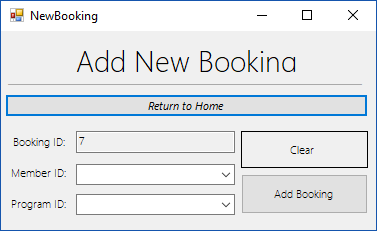 NewBooking
Add New Booking
Return to Home
Booking ID: 7
Clear
Member ID:
Add Booking
Program ID: